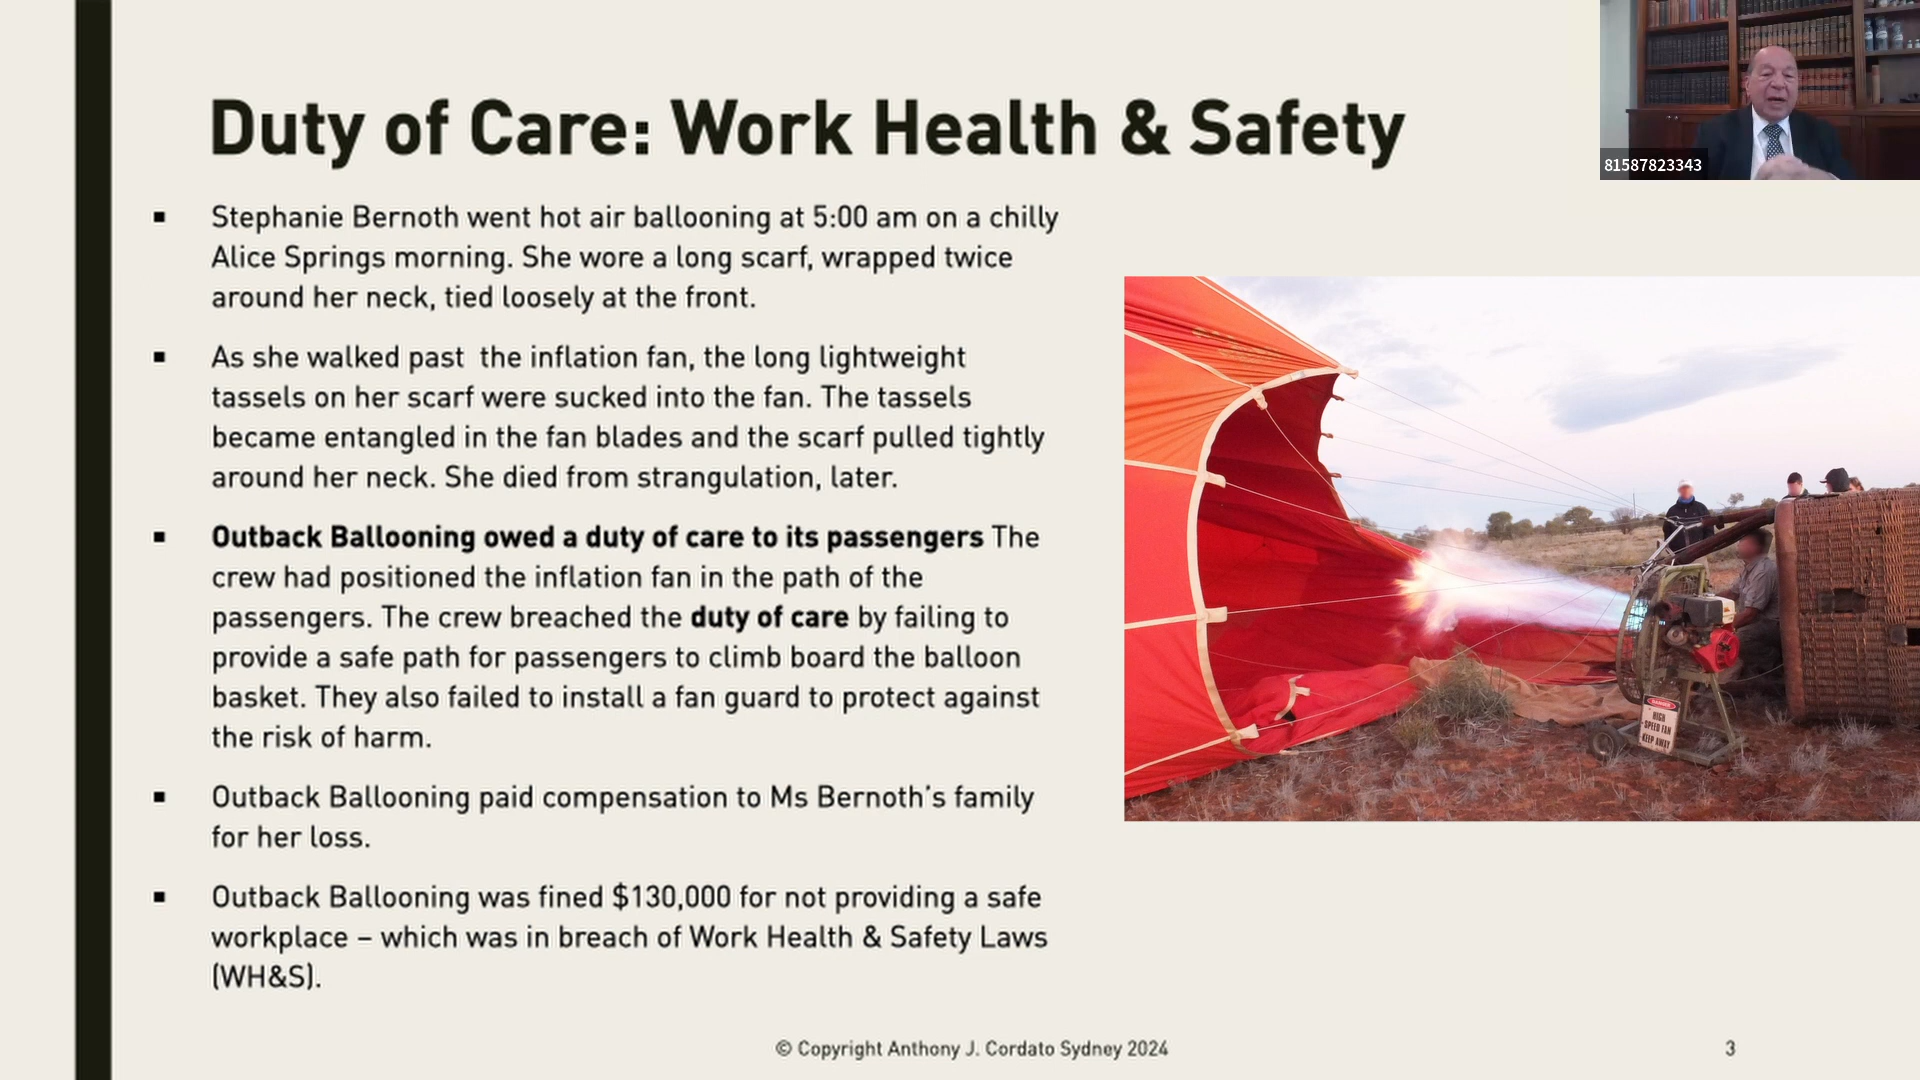 Duty of Care: Work Health & Safety
81587823343
▪ Stephanie Bernoth went hot air ballooning at 5:00 am on a chilly
Alice Springs morning. She wore a long scarf, wrapped twice
around her neck, tied loosely at the front.
▪ As she walked past  the inflation fan, the long lightweight
tassels on her scarf were sucked into the fan. The tassels
became entangled in the fan blades and the scarf pulled tightly
around her neck. She died from strangulation, later.
▪ Outback Ballooning owed a duty of care to its passengers The
crew had positioned the inflation fan in the path of the
passengers. The crew breached the duty of care by failing to
provide a safe path for passengers to climb board the balloon
basket. They also failed to install a fan guard to protect against
the risk of harm.
▪ Outback Ballooning paid compensation to Ms Bernoth’s family
for her loss.
▪ Outback Ballooning was fined $130,000 for not providing a safe
workplace – which was in breach of Work Health & Safety Laws
(WH&S).
DANGER
HIGH
SPEED FAN
KEEP AWAY
© Copyright Anthony J. Cordato Sydney 2024
3